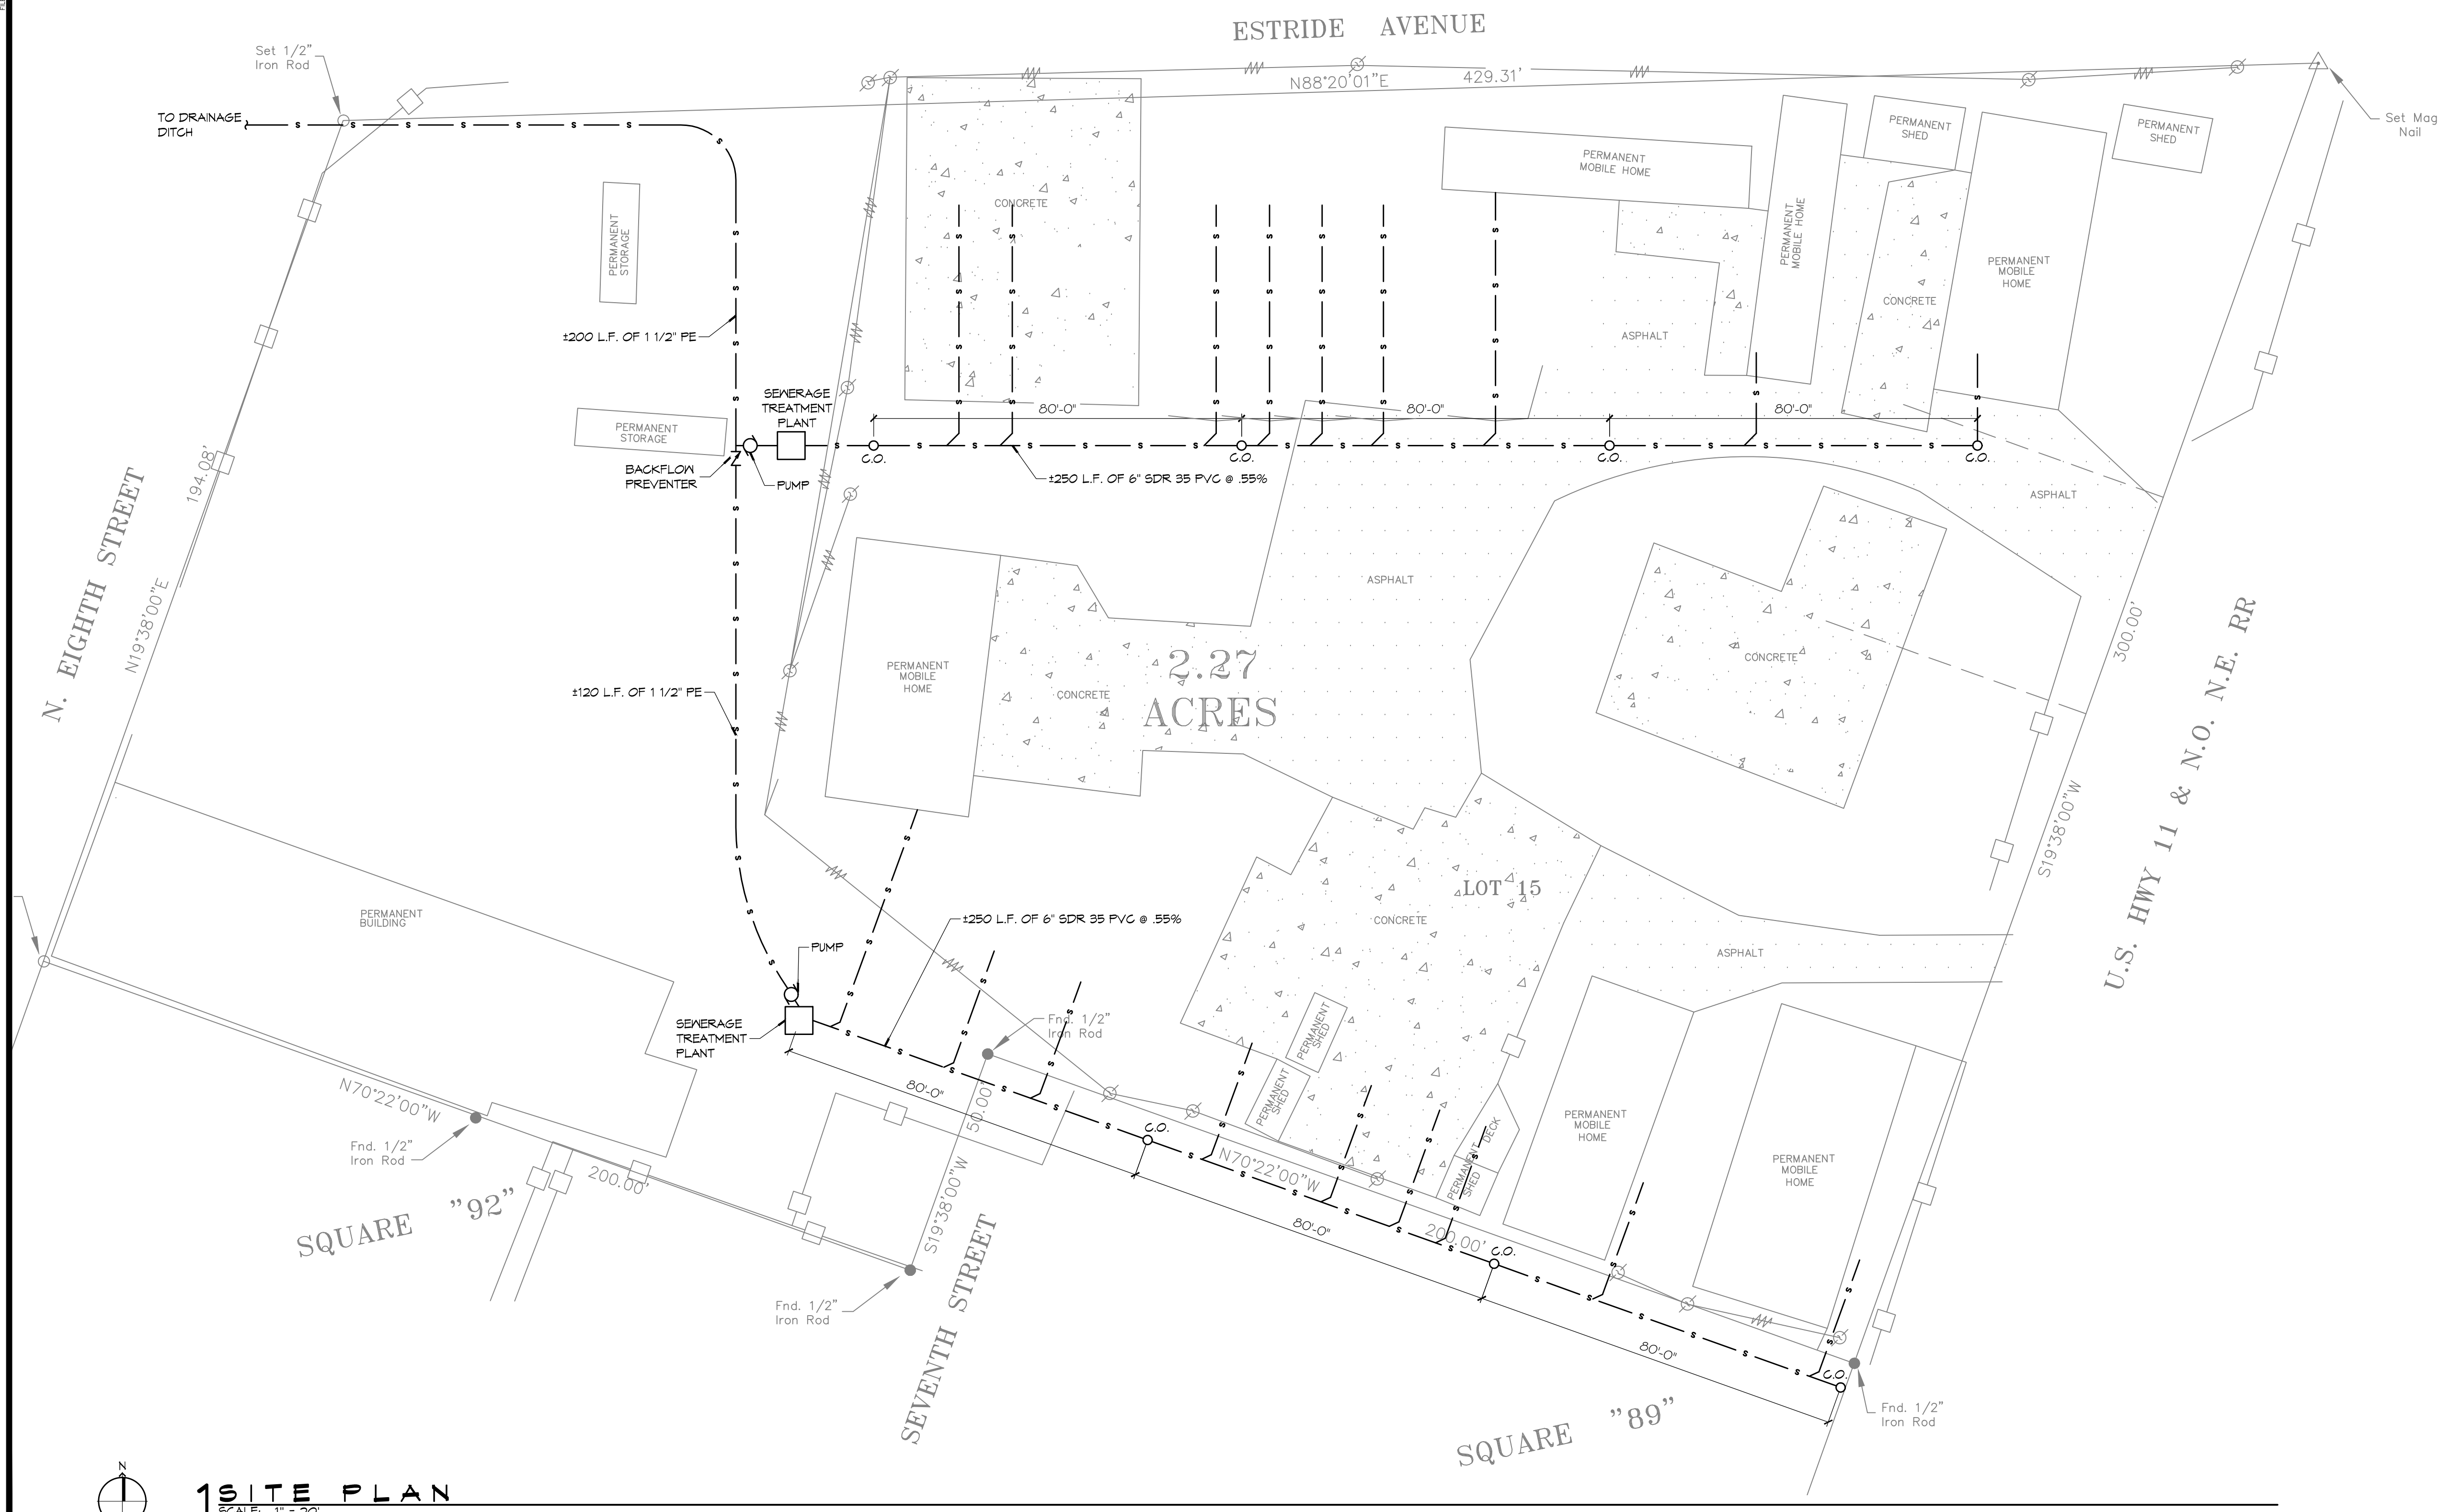 ESTRIDE AVENUE
Set 1/2"
Iron Rod
N88°20'01"E 429.31'
Set Mag
Nail
TO DRAINAGE
DITCH
PERMANENT
STORAGE
CONCRETE
PERMANENT
MOBILE HOME
PERMANENT
MOBILE HOME
PERMANENT
SHED
PERMANENT
SHED
PERMANENT
MOBILE
HOME
CONCRETE
ASPHALT
±200 L.F. OF 1 1/2" PE
SEWERAGE
TREATMENT
PLANT
80'-0"
80'-0"
80'-0"
PERMANENT
STORAGE
C.O.
C.O.
C.O.
C.O.
BACKFLOW
PREVENTER
PUMP
±250 L.F. OF 6" SDR 35 PVC @ .55%
ASPHALT
194.08'
N. EIGHTH STREET
N19°38'00"E
ASPHALT
PERMANENT
MOBILE
HOME
CONCRETE
2.27
ACRES
CONCRETE
300.00'
S19°38'00"W
U.S. HWY 11 & N.O. N.E. RR
±120 L.F. OF 1 1/2" PE
PERMANENT
BUILDING
±250 L.F. OF 6" SDR 35 PVC @ .55%
PUMP
LOT 15
CONCRETE
ASPHALT
SEWERAGE
TREATMENT
PLANT
Fnd. 1/2"
Iron Rod
PERMANENT
SHED
PERMANENT
SHED
80'-0"
50.00'
N70°22'00"W
Fnd. 1/2"
Iron Rod
C.O.
N70°22'00"W
PERMANENT
SHED
DECK
PERMANENT
MOBILE
HOME
PERMANENT
MOBILE
HOME
200.00'
S19°38'00"W
80'-0"
200.00'
C.O.
SQUARE "92"
Fnd. 1/2"
Iron Rod
SEVENTH STREET
80'-0"
C.O.
Fnd. 1/2"
Iron Rod
SQUARE "89"
N
1 SITE PLAN
SCALE: 1" = 20'